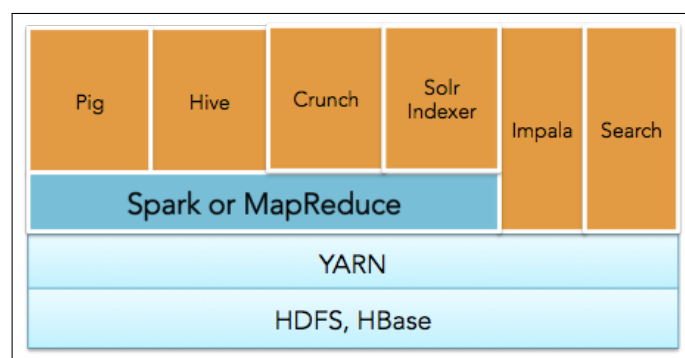 Pig
Hive
Crunch
Solr
Indexer
Impala
Search
Spark or MapReduce
YARN
HDFS, HBase